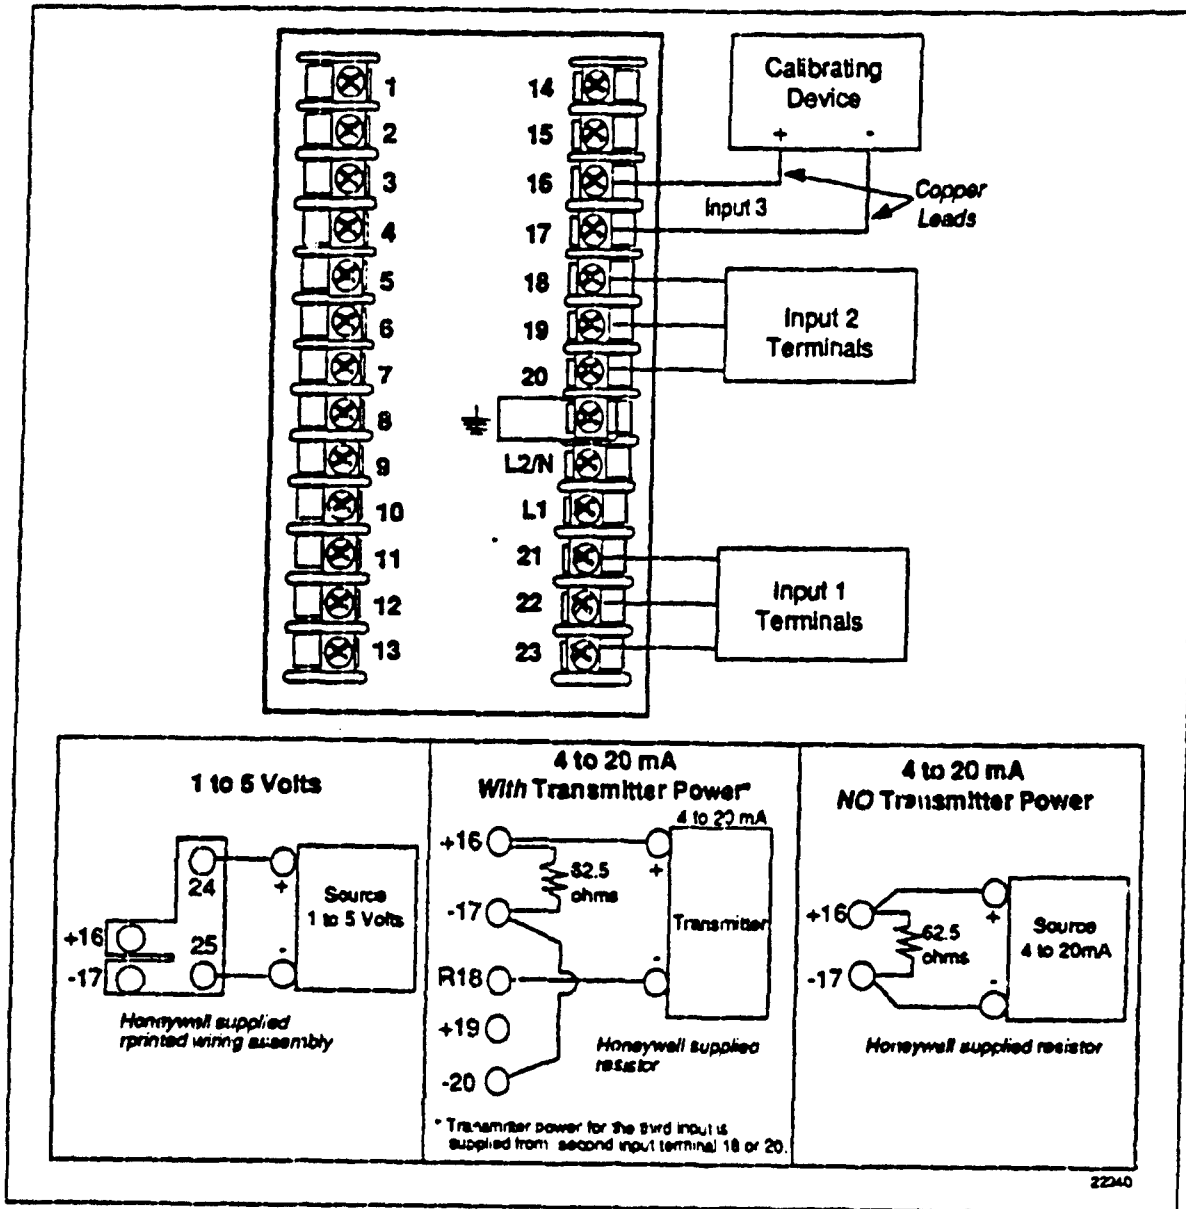 1
2
3
4
5
6
7
8
9
10
11
12
13
14
15
16
17
18
19
20
L2/N
L1
21
22
23
Calibrating
Device
+ -
Copper
Leads
Input 3
Input 2
Terminals
Input 1
Terminals
1 to 5 Volts
+16
-17
24
25
+
-
Source
1 to 5 Volts
Honeywell supplied
printed wiring assembly
4 to 20 mA
With Transmitter Power*
4 to 20 mA
+16
-17
R18
+19
-20
62.5
ohms
+
-
Transmitter
Honeywell supplied
resistor
* Transmitter power for the third input is
supplied from second input terminal 18 or 20.
4 to 20 mA
NO Transmitter Power
+16
-17
62.5
ohms
+
-
Source
4 to 20mA
Honeywell supplied resistor
22340